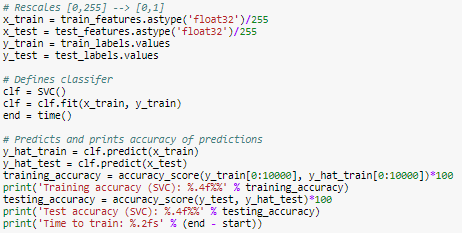 # Rescales [0,255] --> [0,1]
x_train = train_features.astype('float32')/255
x_test = test_features.astype('float32')/255
y_train = train_labels.values
y_test = test_labels.values
# Defines classifer
clf = SVC()
clf = clf.fit(x_train, y_train)
end = time()
# Predicts and prints accuracy of predictions
y_hat_train = clf.predict(x_train)
y_hat_test = clf.predict(x_test)
training_accuracy = accuracy_score(y_train[0:10000], y_hat_train[0:10000])*100
print('Training accuracy (SVC): %.4f%%' % training_accuracy)
testing_accuracy = accuracy_score(y_test, y_hat_test)*100
print('Test accuracy (SVC): %.4f%%' % testing_accuracy)
print('Time to train: %.2fs' % (end - start))